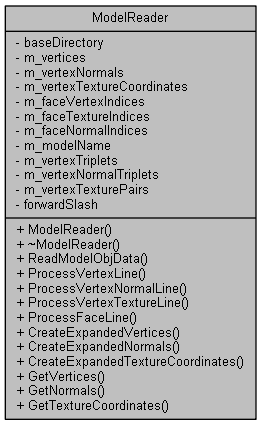 ModelReader
- baseDirectory
- m_vertices
- m_vertexNormals
- m_vertexTextureCoordinates
- m_faceVertexIndices
- m_faceTextureIndices
- m_faceNormalIndices
- m_modelName
- m_vertexTriplets
- m_vertexNormalTriplets
- m_vertexTexturePairs
- forwardSlash
+ ModelReader()
+ ~ModelReader()
+ ReadModelObjData()
+ ProcessVertexLine()
+ ProcessVertexNormalLine()
+ ProcessVertexTextureLine()
+ ProcessFaceLine()
+ CreateExpandedVertices()
+ CreateExpandedNormals()
+ CreateExpandedTextureCoordinates()
+ GetVertices()
+ GetNormals()
+ GetTextureCoordinates()